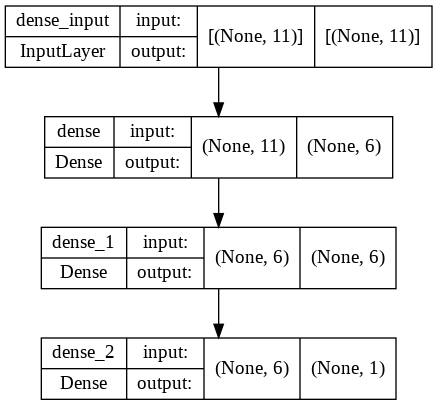 dense_input input: [(None, 11)] [(None, 11)]
InputLayer output:
dense input: (None, 11) (None, 6)
Dense output:
dense_1 input: (None, 6) (None, 6)
Dense output:
dense_2 input: (None, 6) (None, 1)
Dense output: